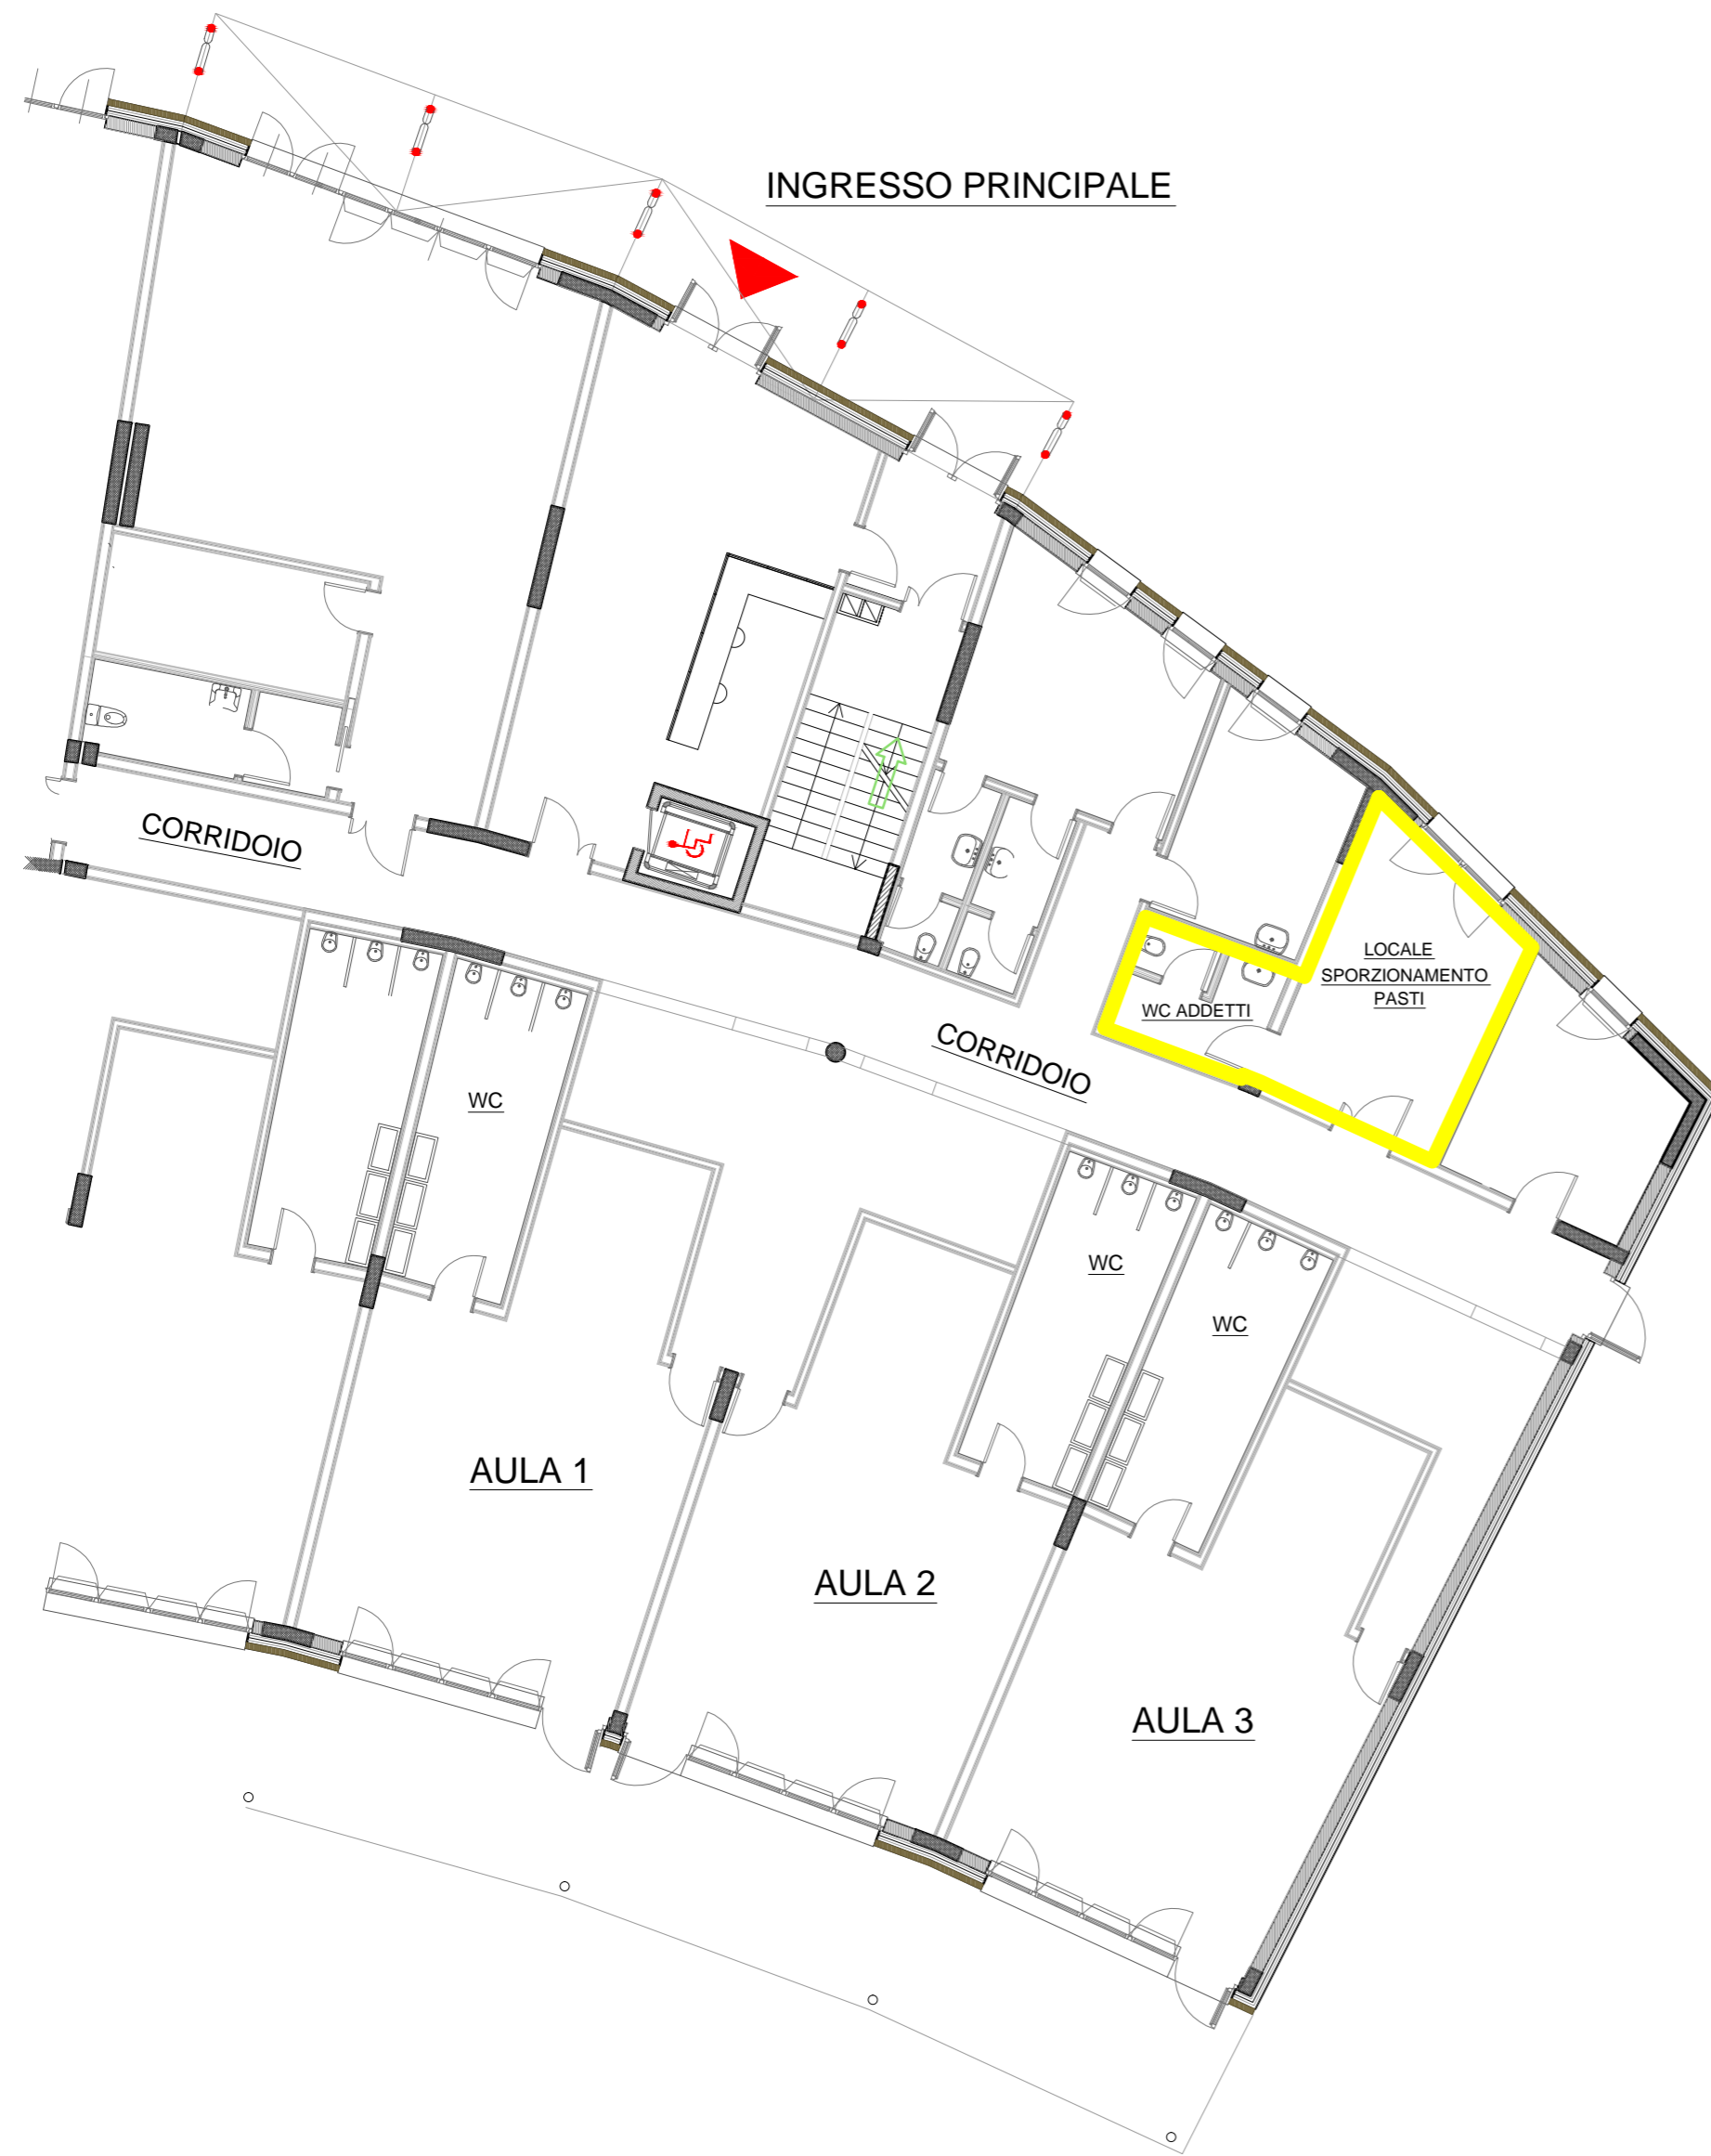 INGRESSO PRINCIPALE
CORRIDOIO
LOCALE
SPORZIONAMENTO
PASTI
WC ADDETTI
CORRIDOIO
WC
WC
WC
AULA 1
AULA 2
AULA 3